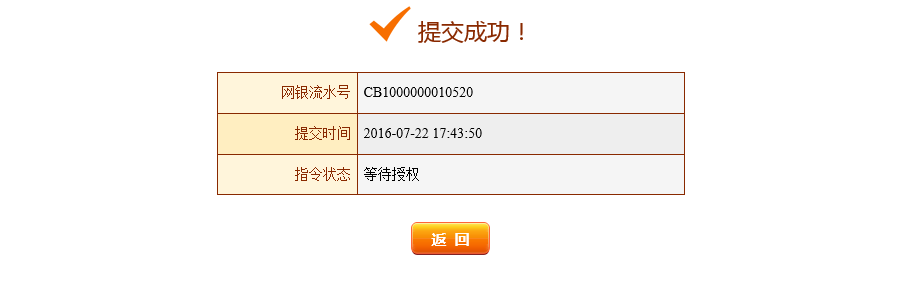 提交成功！
网银流水号 CB1000000010520
提交时间 2016-07-22 17:43:50
指令状态 等待授权
返 回